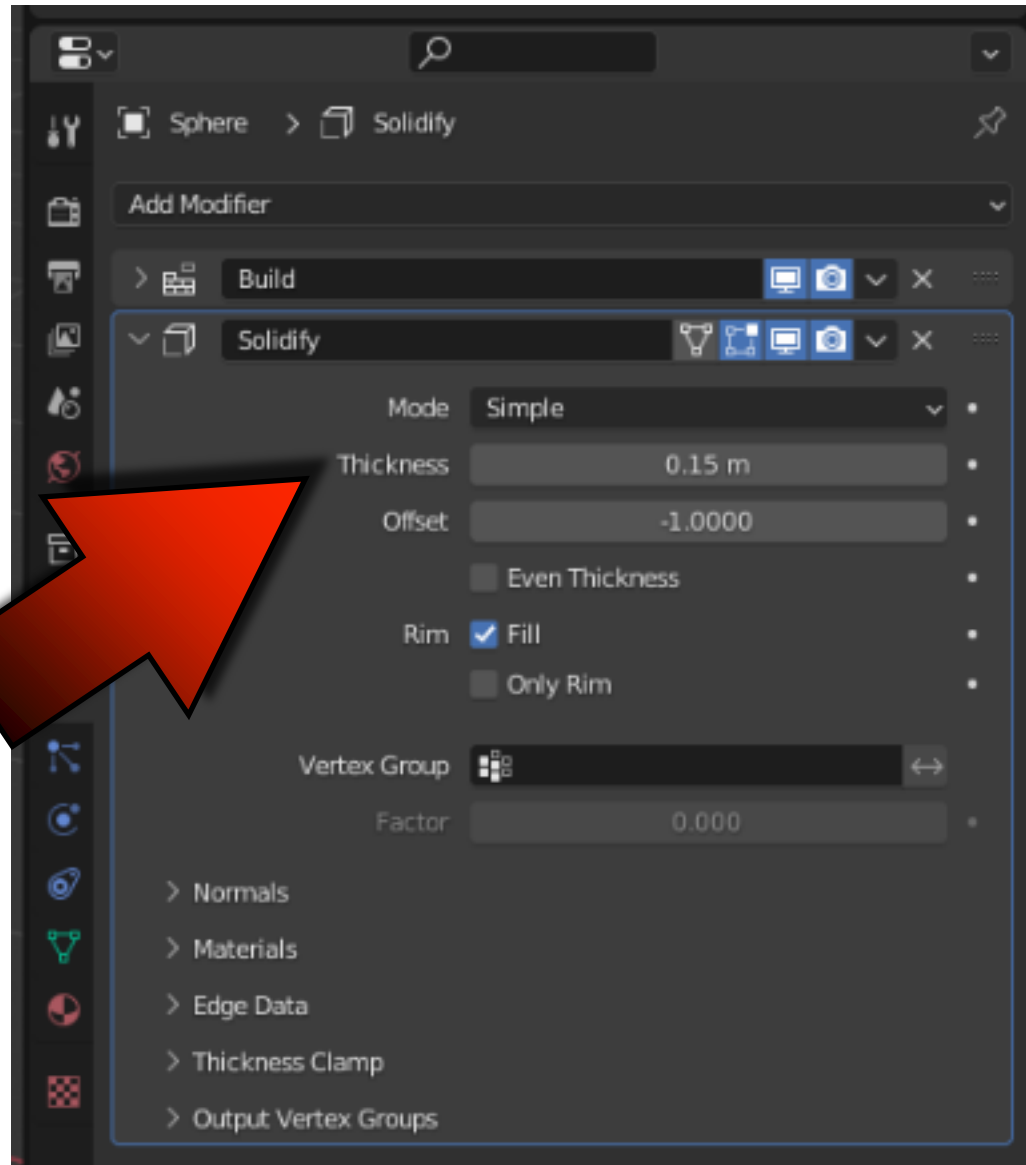 Sphere > Solidify
Add Modifier
Build
Solidify
Mode Simple
Thickness 0.15 m
Offset -1.0000
Even Thickness
Rim Fill
Only Rim
Vertex Group
Factor 0.000
Normals
Materials
Edge Data
Thickness Clamp
Output Vertex Groups